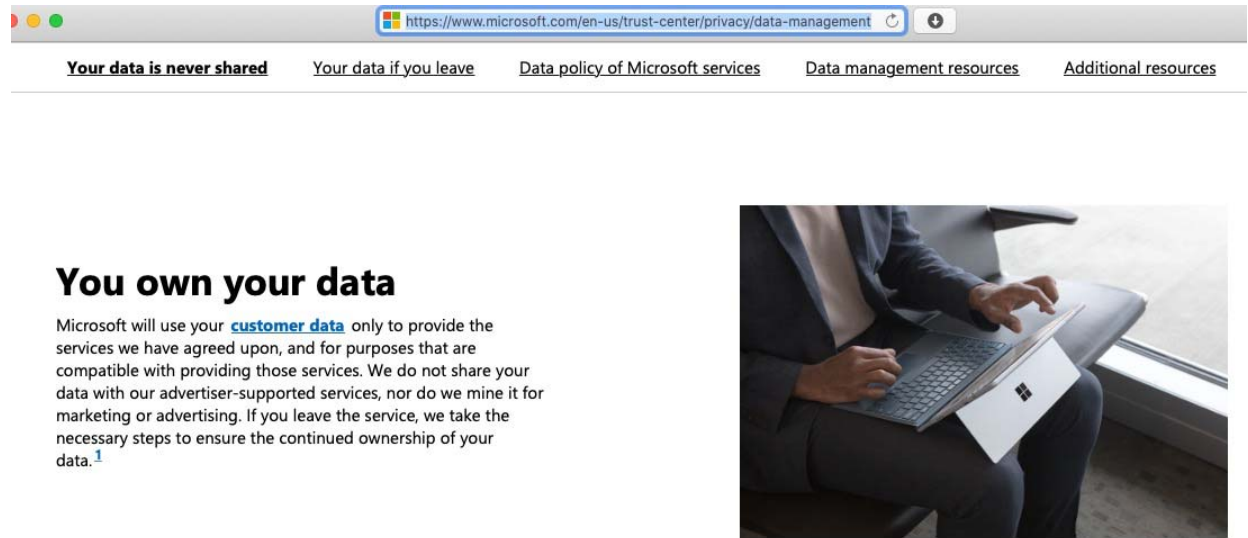 https://www.microsoft.com/en-us/trust-center/privacy/data-management
Your data is never shared Your data if you leave Data policy of Microsoft services Data management resources Additional resources
You own your data
Microsoft will use your customer data only to provide the
services we have agreed upon, and for purposes that are
compatible with providing those services. We do not share your
data with our advertiser-supported services, nor do we mine it for
marketing or advertising. If you leave the service, we take the
necessary steps to ensure the continued ownership of your
data.1